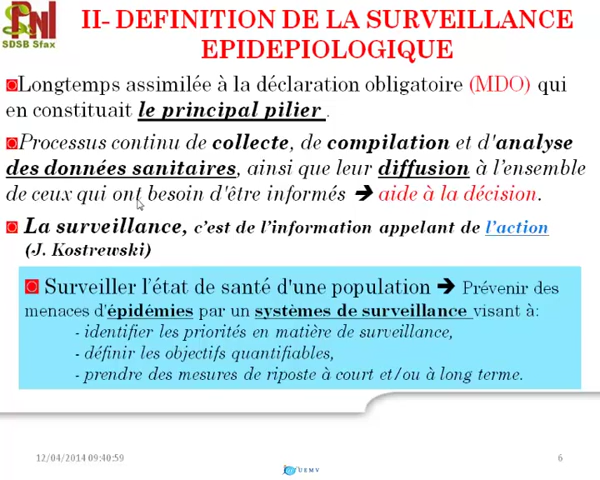 PNI
SDSB Sfax
II- DEFINITION DE LA SURVEILLANCE
EPIDEPIOLOGIQUE
Longtemps assimilée à la déclaration obligatoire (MDO) qui
en constituait le principal pilier .
Processus continu de collecte, de compilation et d'analyse
des données sanitaires, ainsi que leur diffusion à l'ensemble
de ceux qui ont besoin d'être informés ➔ aide à la décision.
La surveillance, c'est de l'information appelant de l'action
(J. Kostrewski)
Surveiller l'état de santé d'une population ➔ Prévenir des
menaces d'épidémies par un systèmes de surveillance visant à:
- identifier les priorités en matière de surveillance,
- définir les objectifs quantifiables,
- prendre des mesures de riposte à court et/ou à long terme.
12/04/2014 09:40:59
6
UEMV